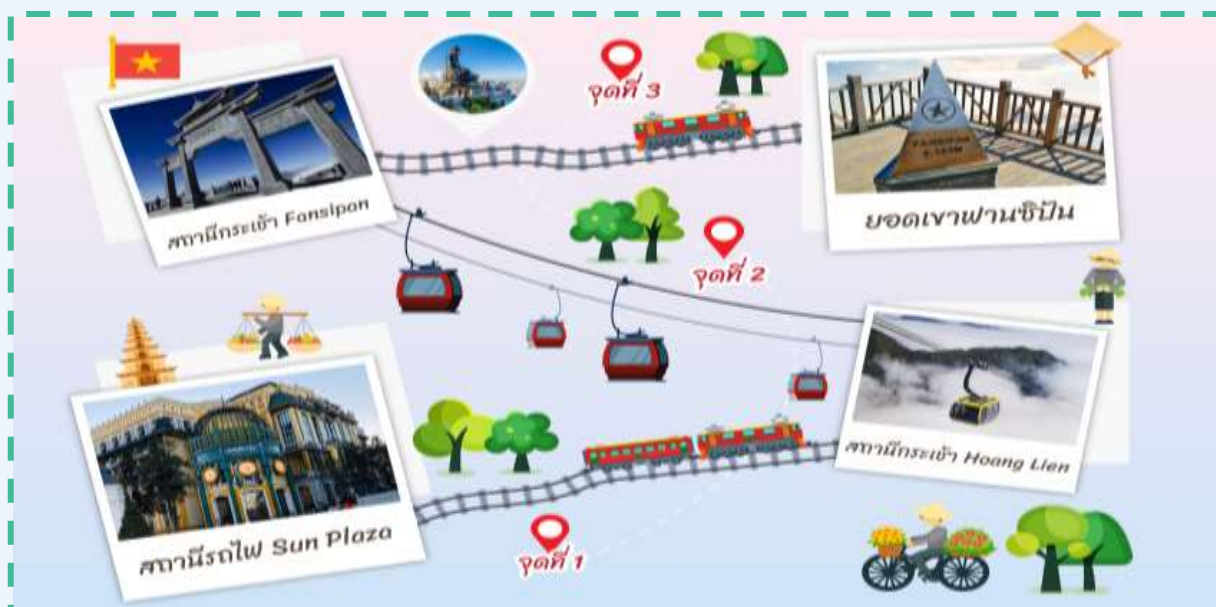 จุดที่ 3
สถานีกระเช้า Fansipan
ยอดเขาฟานซิปัน
จุดที่ 2
สถานีกระเช้า Hoang Lien
สถานีรถไฟ Sun Plaza
จุดที่ 1